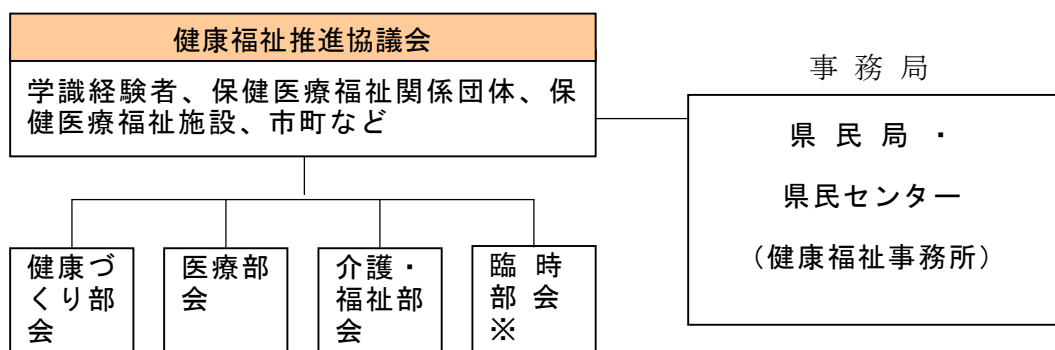 健康福祉推進協議会
学識経験者、保健医療福祉関係団体、保
健医療福祉施設、市町など
事 務 局
県 民 局 ・
県民センター
（健康福祉事務所）
健康づ
くり部
会
医療部
会
介護・
福祉部
会
臨 時
部 会
※